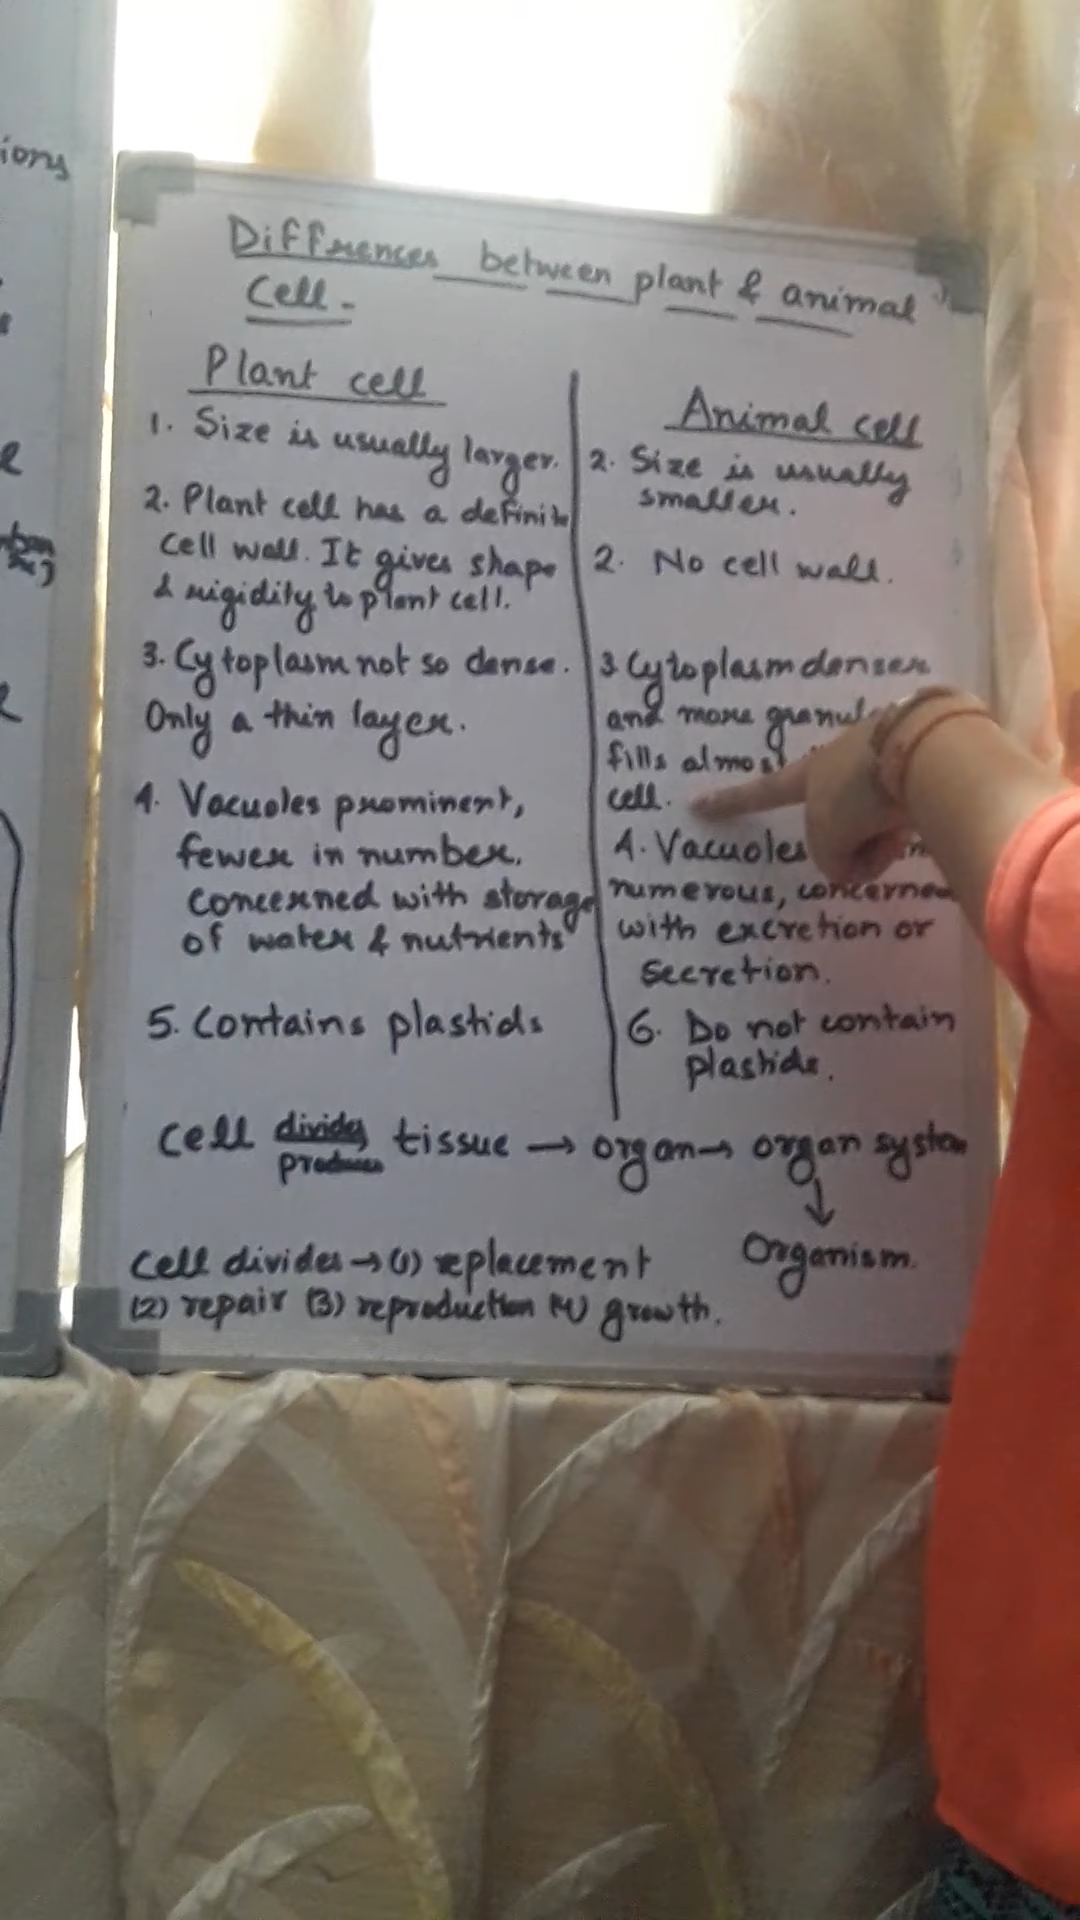 ions
Differences between plant & animal
Cell -
Plant cell
1. Size is usually larger.
2. Plant cell has a definite
cell wall. It gives shape
& rigidity to plant cell.
3. Cytoplasm not so dense.
Only a thin layer.
4. Vacuoles prominent,
fewer in number.
concerned with storage
of water & nutrients
5. Contains plastids
Animal cell
2. Size is usually
smaller.
2. No cell wall.
3. Cytoplasm denser
and more
fills almost
cell.
4. Vacuoles
numerous, concerned
with excretion or
secretion.
6. Do not contain
plastids.
cell divides produces tissue → organ → organ system
↓
Organism.
cell divides → (1) replacement
(2) repair (3) reproduction (4) growth.